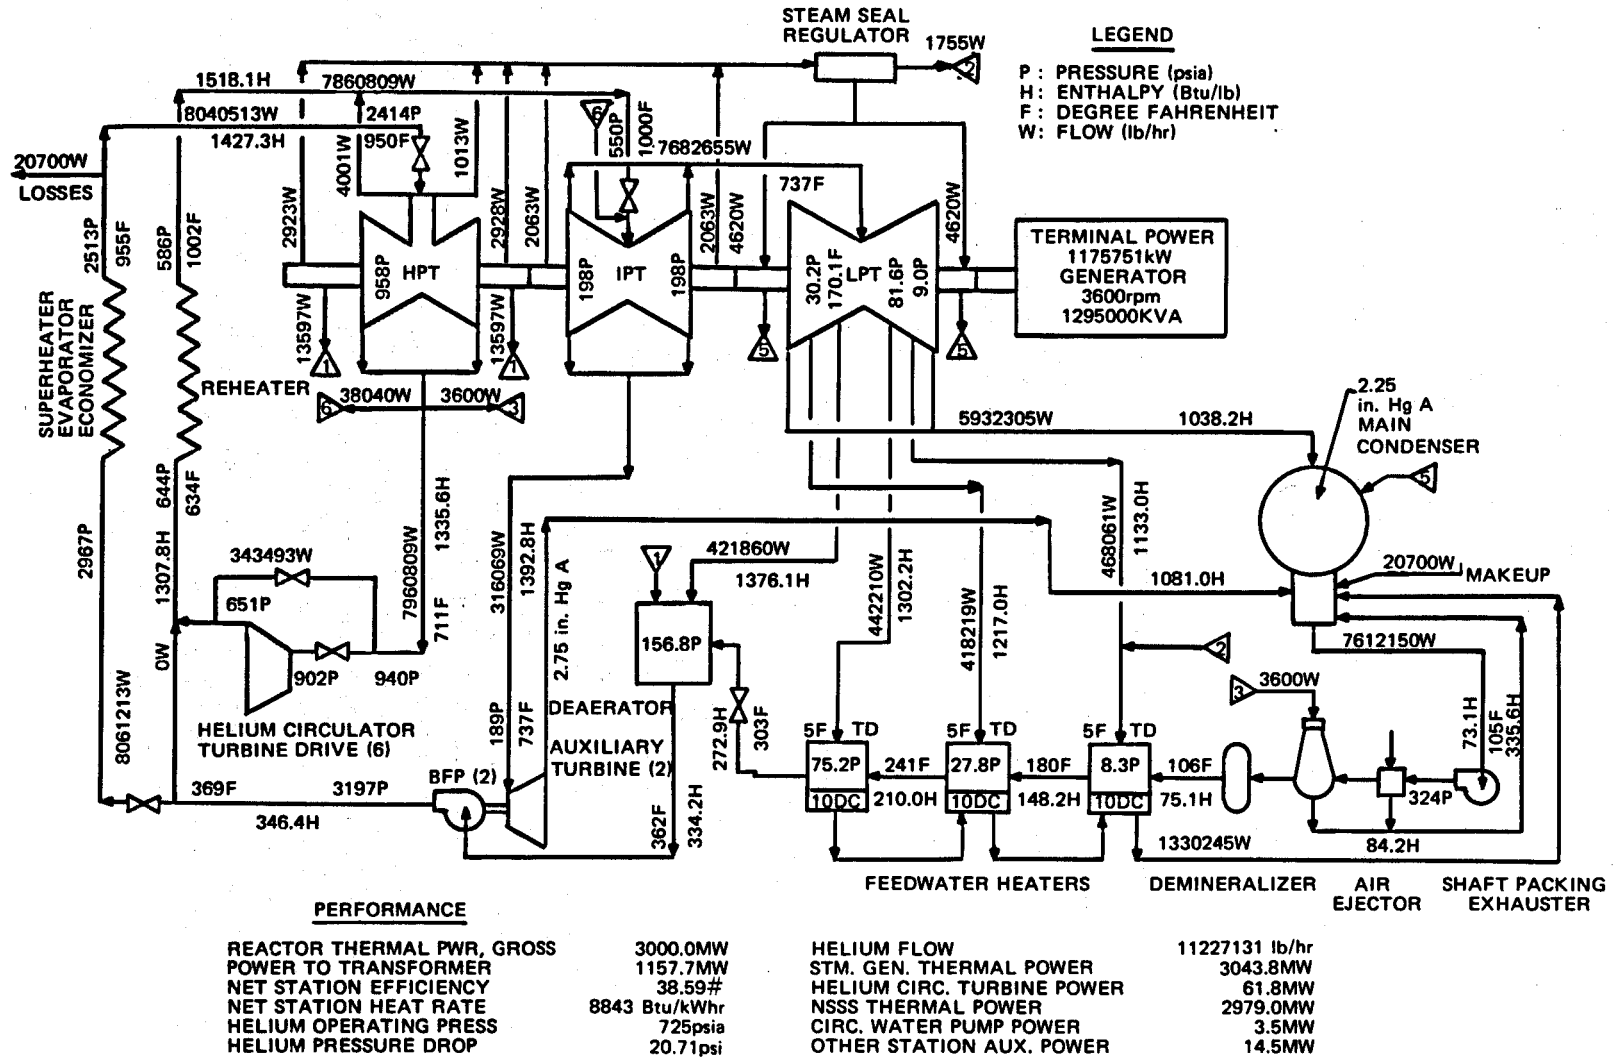 STEAM SEAL
REGULATOR
1755W
2
LEGEND
P : PRESSURE (psia)
H : ENTHALPY (Btu/lb)
F : DEGREE FAHRENHEIT
W: FLOW (lb/hr)
1518.1H
7860809W
8040513W
2414P
1427.3H
950F
6
550P
1000F
7682655W
737F
20700W
LOSSES
4001W
1013W
2923W
2928W
2063W
2063W
4620W
4620W
2513P
955F
586P
1002F
958P
HPT
198P
IPT
198P
30.2P
170.1F
LPT
81.6P
9.0P
TERMINAL POWER
1175751kW
GENERATOR
3600rpm
1295000KVA
13597W
1
13597W
1
5
5
SUPERHEATER
EVAPORATOR
ECONOMIZER
REHEATER
6
38040W
3600W
3
2.25
in. Hg A
MAIN
CONDENSER
5932305W
1038.2H
5
644P
634F
2967P
1307.8H
1335.6H
7960809W
711F
343493W
651P
902P
940P
0W
8061213W
HELIUM CIRCULATOR
TURBINE DRIVE (6)
316069W
1392.8H
2.75 in. Hg A
189P
737F
1
421860W
1376.1H
156.8P
DEAERATOR
AUXILIARY
TURBINE (2)
442210W
1302.2H
418219W
1217.0H
468061W
1133.0H
1081.0H
20700W
MAKEUP
7612150W
2
3
3600W
73.1H
105F
335.6H
272.9H
303F
5F TD
75.2P
10DC
241F
210.0H
5F TD
27.8P
10DC
180F
148.2H
5F TD
8.3P
10DC
106F
75.1H
324P
84.2H
1330245W
369F
3197P
346.4H
BFP (2)
362F
334.2H
FEEDWATER HEATERS
DEMINERALIZER
AIR
EJECTOR
SHAFT PACKING
EXHAUSTER
PERFORMANCE
REACTOR THERMAL PWR, GROSS 3000.0MW
POWER TO TRANSFORMER 1157.7MW
NET STATION EFFICIENCY 38.59#
NET STATION HEAT RATE 8843 Btu/kWhr
HELIUM OPERATING PRESS 725psia
HELIUM PRESSURE DROP 20.71psi
HELIUM FLOW 11227131 lb/hr
STM. GEN. THERMAL POWER 3043.8MW
HELIUM CIRC. TURBINE POWER 61.8MW
NSSS THERMAL POWER 2979.0MW
CIRC. WATER PUMP POWER 3.5MW
OTHER STATION AUX. POWER 14.5MW